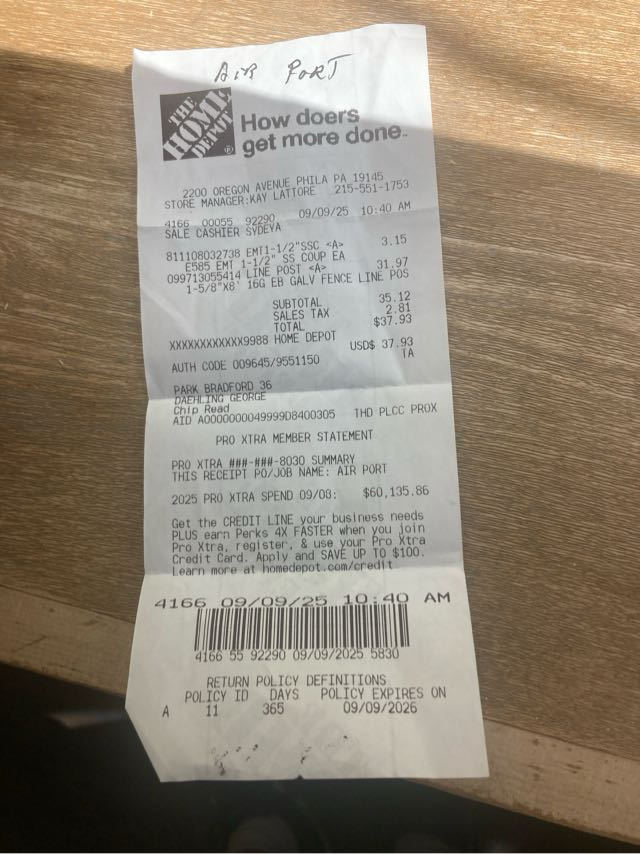 AIR PORT
THE HOME DEPOT
How doers
get more done.
2200 OREGON AVENUE PHILA PA 19145
STORE MANAGER:KAY LATTORE 215-551-1753
4166 00055 92290 09/09/25 10:40 AM
SALE CASHIER SYDEYA
811108032738 EMT1-1/2"SSC <A> 3.15
E585 EMT 1-1/2" SS COUP EA
099713055414 LINE POST <A> 31.97
1-5/8"X8' 16G EB GALV FENCE LINE POS
SUBTOTAL 35.12
SALES TAX 2.81
TOTAL $37.93
XXXXXXXXXXXX9988 HOME DEPOT
USD$ 37.93
AUTH CODE 009645/9551150 TA
PARK BRADFORD 36
DAEHLING GEORGE
Chip Read
AID A0000000049999D8400305 THD PLCC PROX
PRO XTRA MEMBER STATEMENT
PRO XTRA ###-###-8030 SUMMARY
THIS RECEIPT PO/JOB NAME: AIR PORT
2025 PRO XTRA SPEND 09/08: $60,135.86
Get the CREDIT LINE your business needs
PLUS earn Perks 4X FASTER when you join
Pro Xtra, register, & use your Pro Xtra
Credit Card. Apply and SAVE UP TO $100.
Learn more at homedepot.com/credit
4166 09/09/25 10:40 AM
4166 55 92290 09/09/2025 5830
RETURN POLICY DEFINITIONS
POLICY ID DAYS POLICY EXPIRES ON
A 11 365 09/09/2026